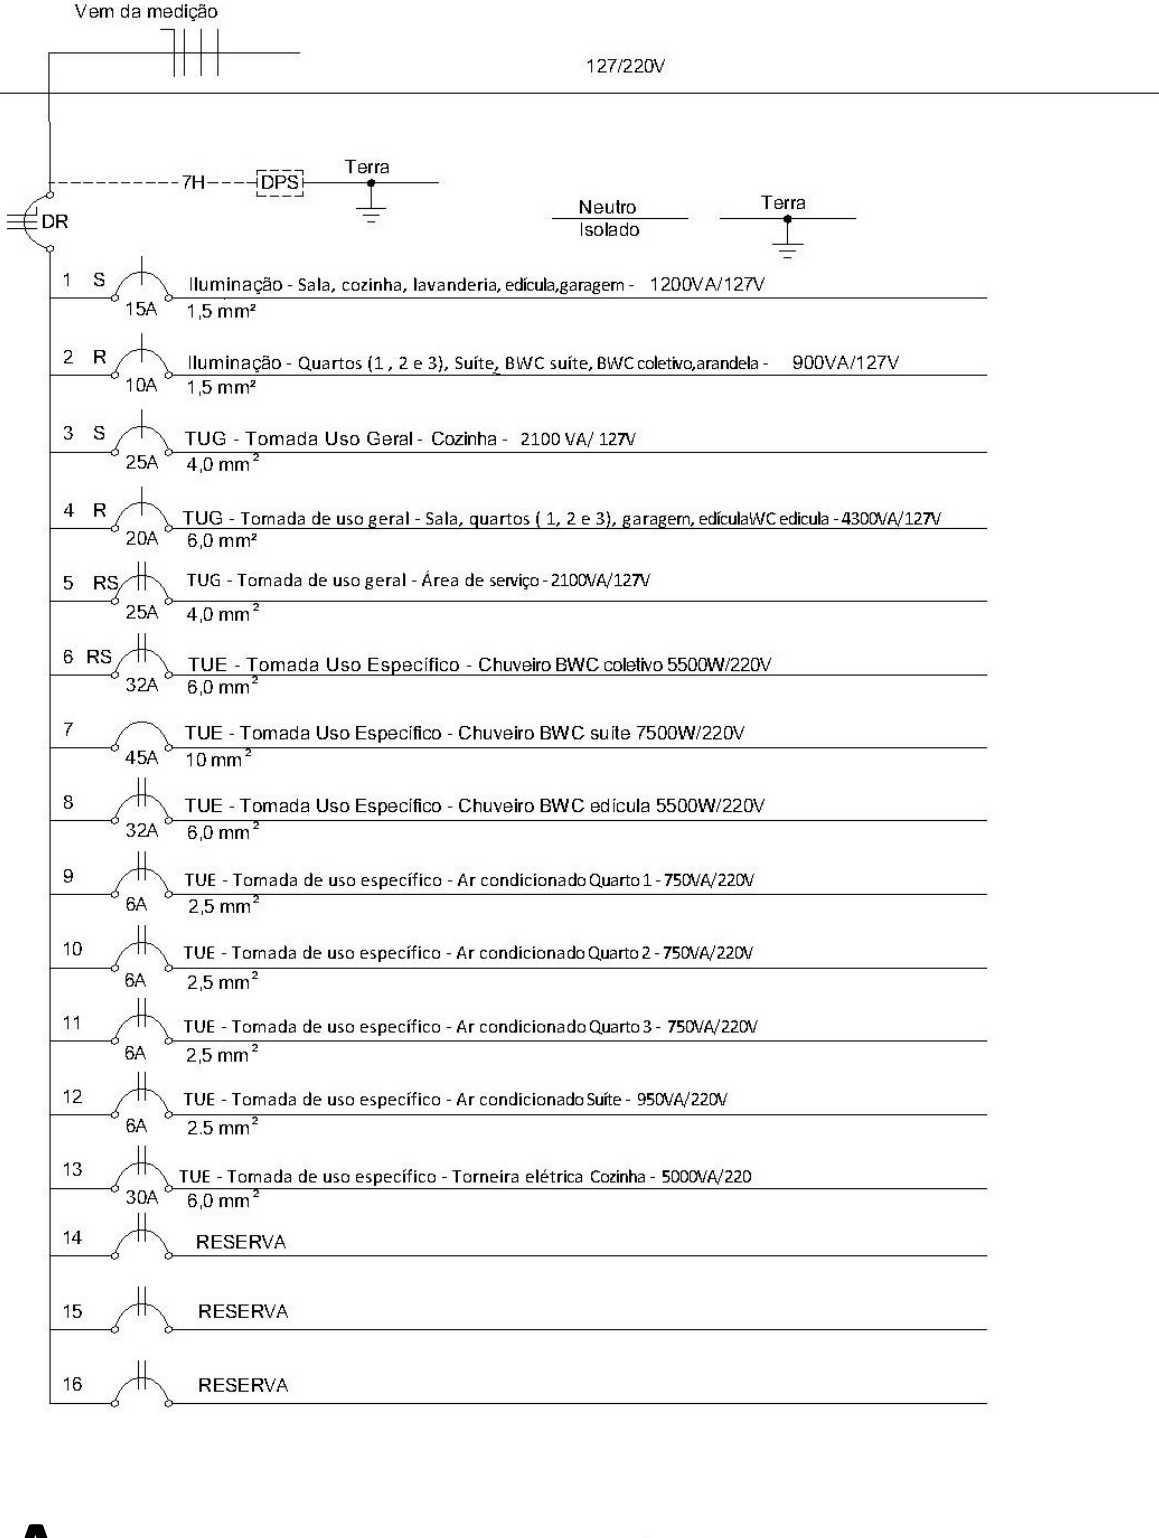 Vem da medição
127/220V
7H DPS Terra
DR
Neutro
Isolado
Terra
1 S Iluminação - Sala, cozinha, lavanderia, edícula,garagem - 1200VA/127V
15A 1,5 mm²
2 R Iluminação - Quartos (1 , 2 e 3), Suíte, BWC suíte, BWC coletivo,arandela - 900VA/127V
10A 1,5 mm²
3 S TUG - Tomada Uso Geral - Cozinha - 2100 VA/ 127V
25A 4,0 mm²
4 R TUG - Tomada de uso geral - Sala, quartos ( 1, 2 e 3), garagem, edículaWC edicula - 4300VA/127V
20A 6,0 mm²
5 RS TUG - Tomada de uso geral - Área de serviço - 2100VA/127V
25A 4,0 mm²
6 RS TUE - Tomada Uso Específico - Chuveiro BWC coletivo 5500W/220V
32A 6,0 mm²
7 TUE - Tomada Uso Específico - Chuveiro BWC suíte 7500W/220V
45A 10 mm²
8 TUE - Tomada Uso Específico - Chuveiro BWC edícula 5500W/220V
32A 6,0 mm²
9 TUE - Tomada de uso específico - Ar condicionado Quarto 1 - 750VA/220V
6A 2,5 mm²
10 TUE - Tomada de uso específico - Ar condicionado Quarto 2 - 750VA/220V
6A 2,5 mm²
11 TUE - Tomada de uso específico - Ar condicionado Quarto 3 - 750VA/220V
6A 2,5 mm²
12 TUE - Tomada de uso específico - Ar condicionado Suíte - 950VA/220V
6A 2.5 mm²
13 TUE - Tomada de uso específico - Torneira elétrica Cozinha - 5000VA/220
30A 6,0 mm²
14 RESERVA
15 RESERVA
16 RESERVA